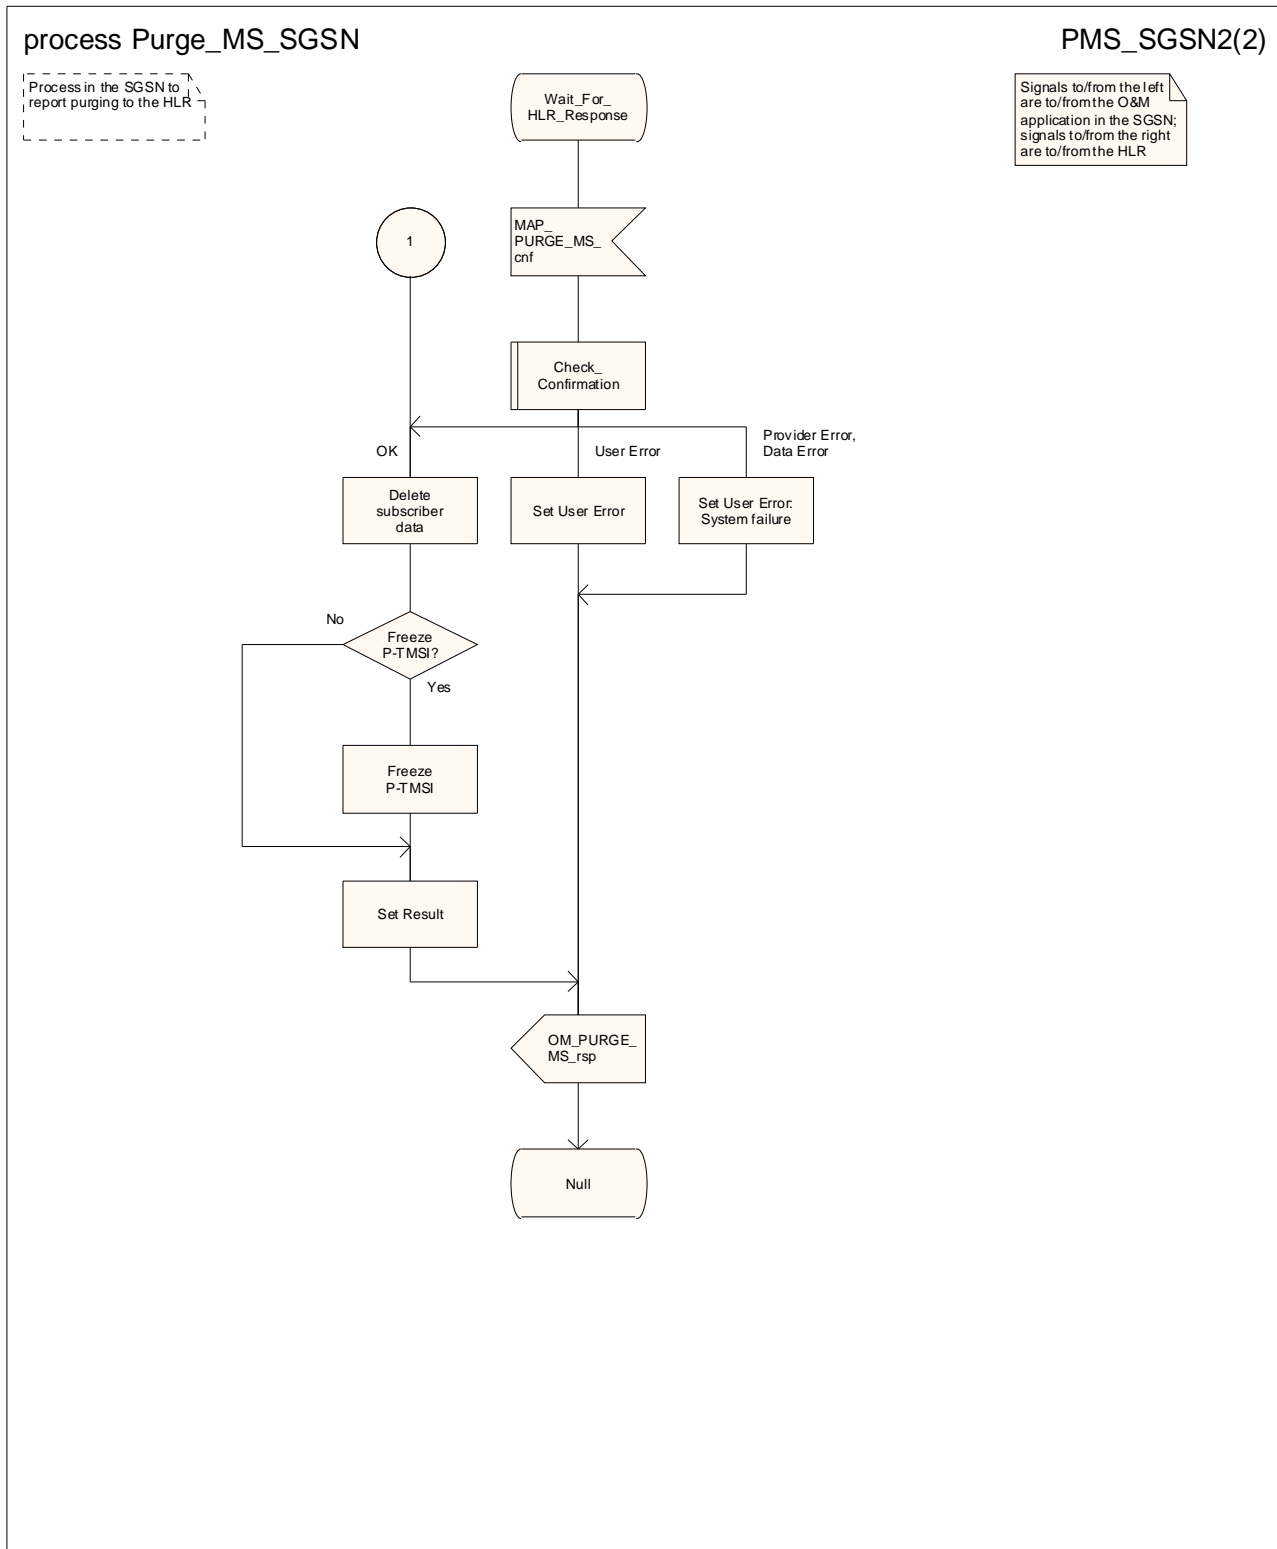 process Purge_MS_SGSN
PMS_SGSN2(2)
Process in the SGSN to
report purging to the HLR
Wait_For_
HLR_Response
Signals to/from the left
are to/from the O&M
application in the SGSN;
signals to/from the right
are to/from the HLR
1
MAP_
PURGE_MS_
cnf
Check_
Confirmation
OK
User Error
Provider Error,
Data Error
Delete
subscriber
data
Set User Error
Set User Error:
System failure
No
Freeze
P-TMSI?
Yes
Freeze
P-TMSI
Set Result
OM_PURGE_
MS_rsp
Null